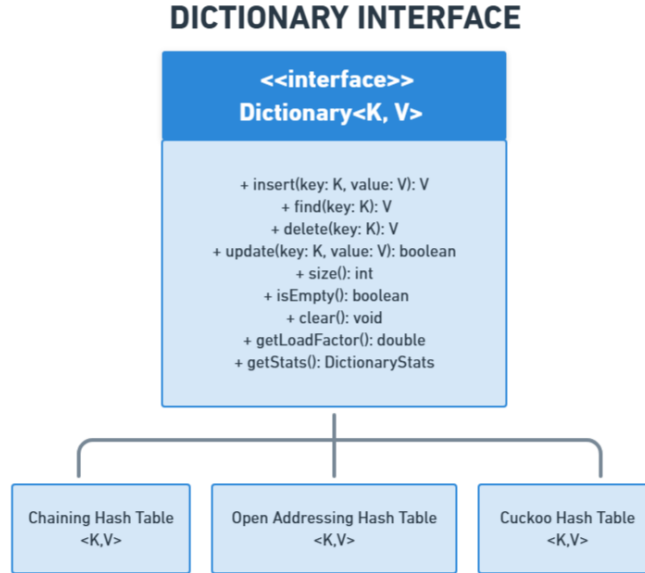 DICTIONARY INTERFACE
<<interface>>
Dictionary<K, V>
+ insert(key: K, value: V): V
+ find(key: K): V
+ delete(key: K): V
+ update(key: K, value: V): boolean
+ size(): int
+ isEmpty(): boolean
+ clear(): void
+ getLoadFactor(): double
+ getStats(): DictionaryStats
Chaining Hash Table
<K,V>
Open Addressing Hash Table
<K,V>
Cuckoo Hash Table
<K,V>